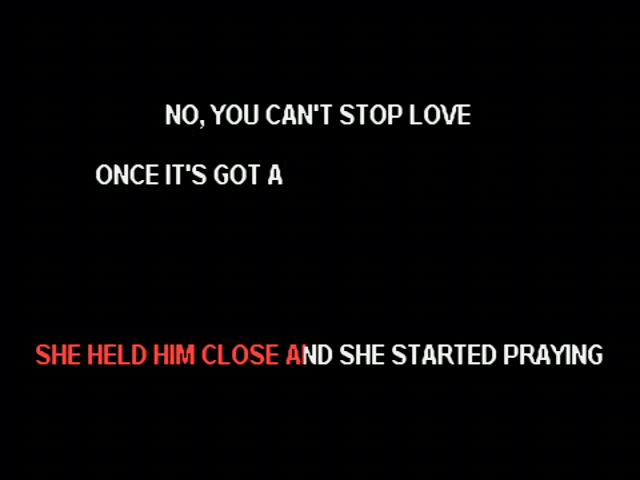 NO, YOU CAN'T STOP LOVE
ONCE IT'S GOT A
SHE HELD HIM CLOSE AND SHE STARTED PRAYING